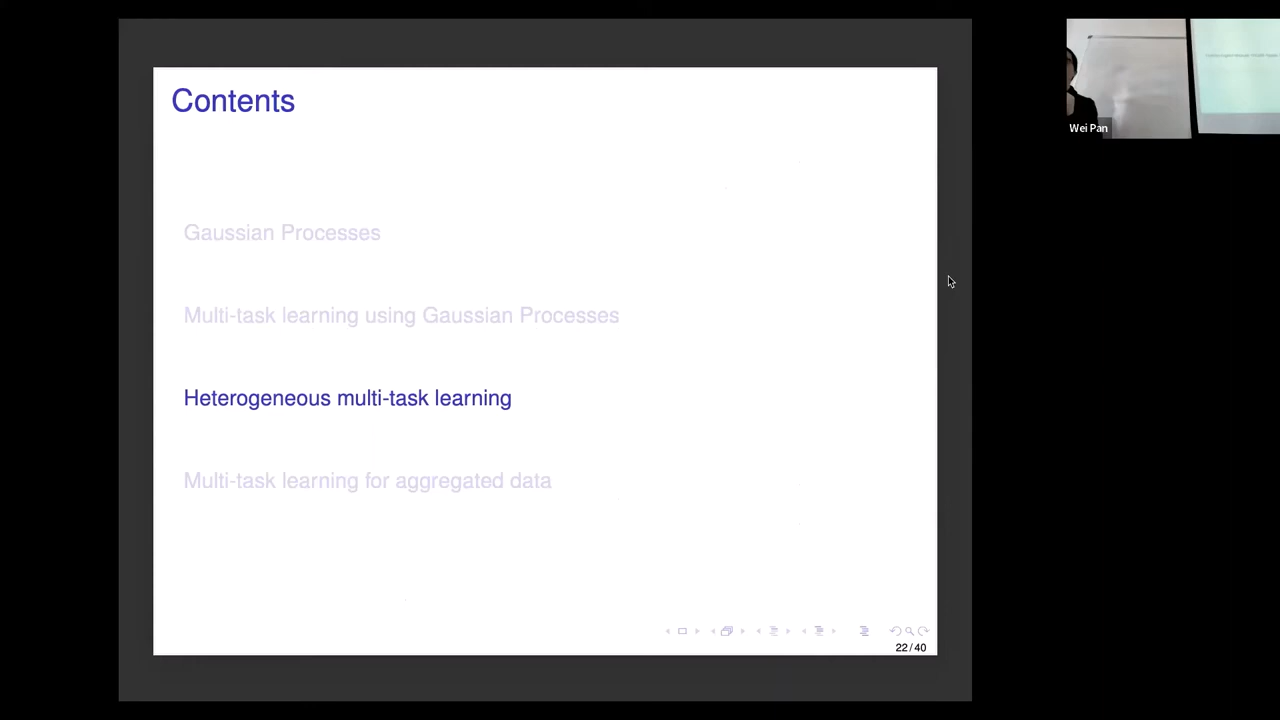 Contents
Gaussian Processes
Multi-task learning using Gaussian Processes
Heterogeneous multi-task learning
Multi-task learning for aggregated data
22 / 40
Wei Pan